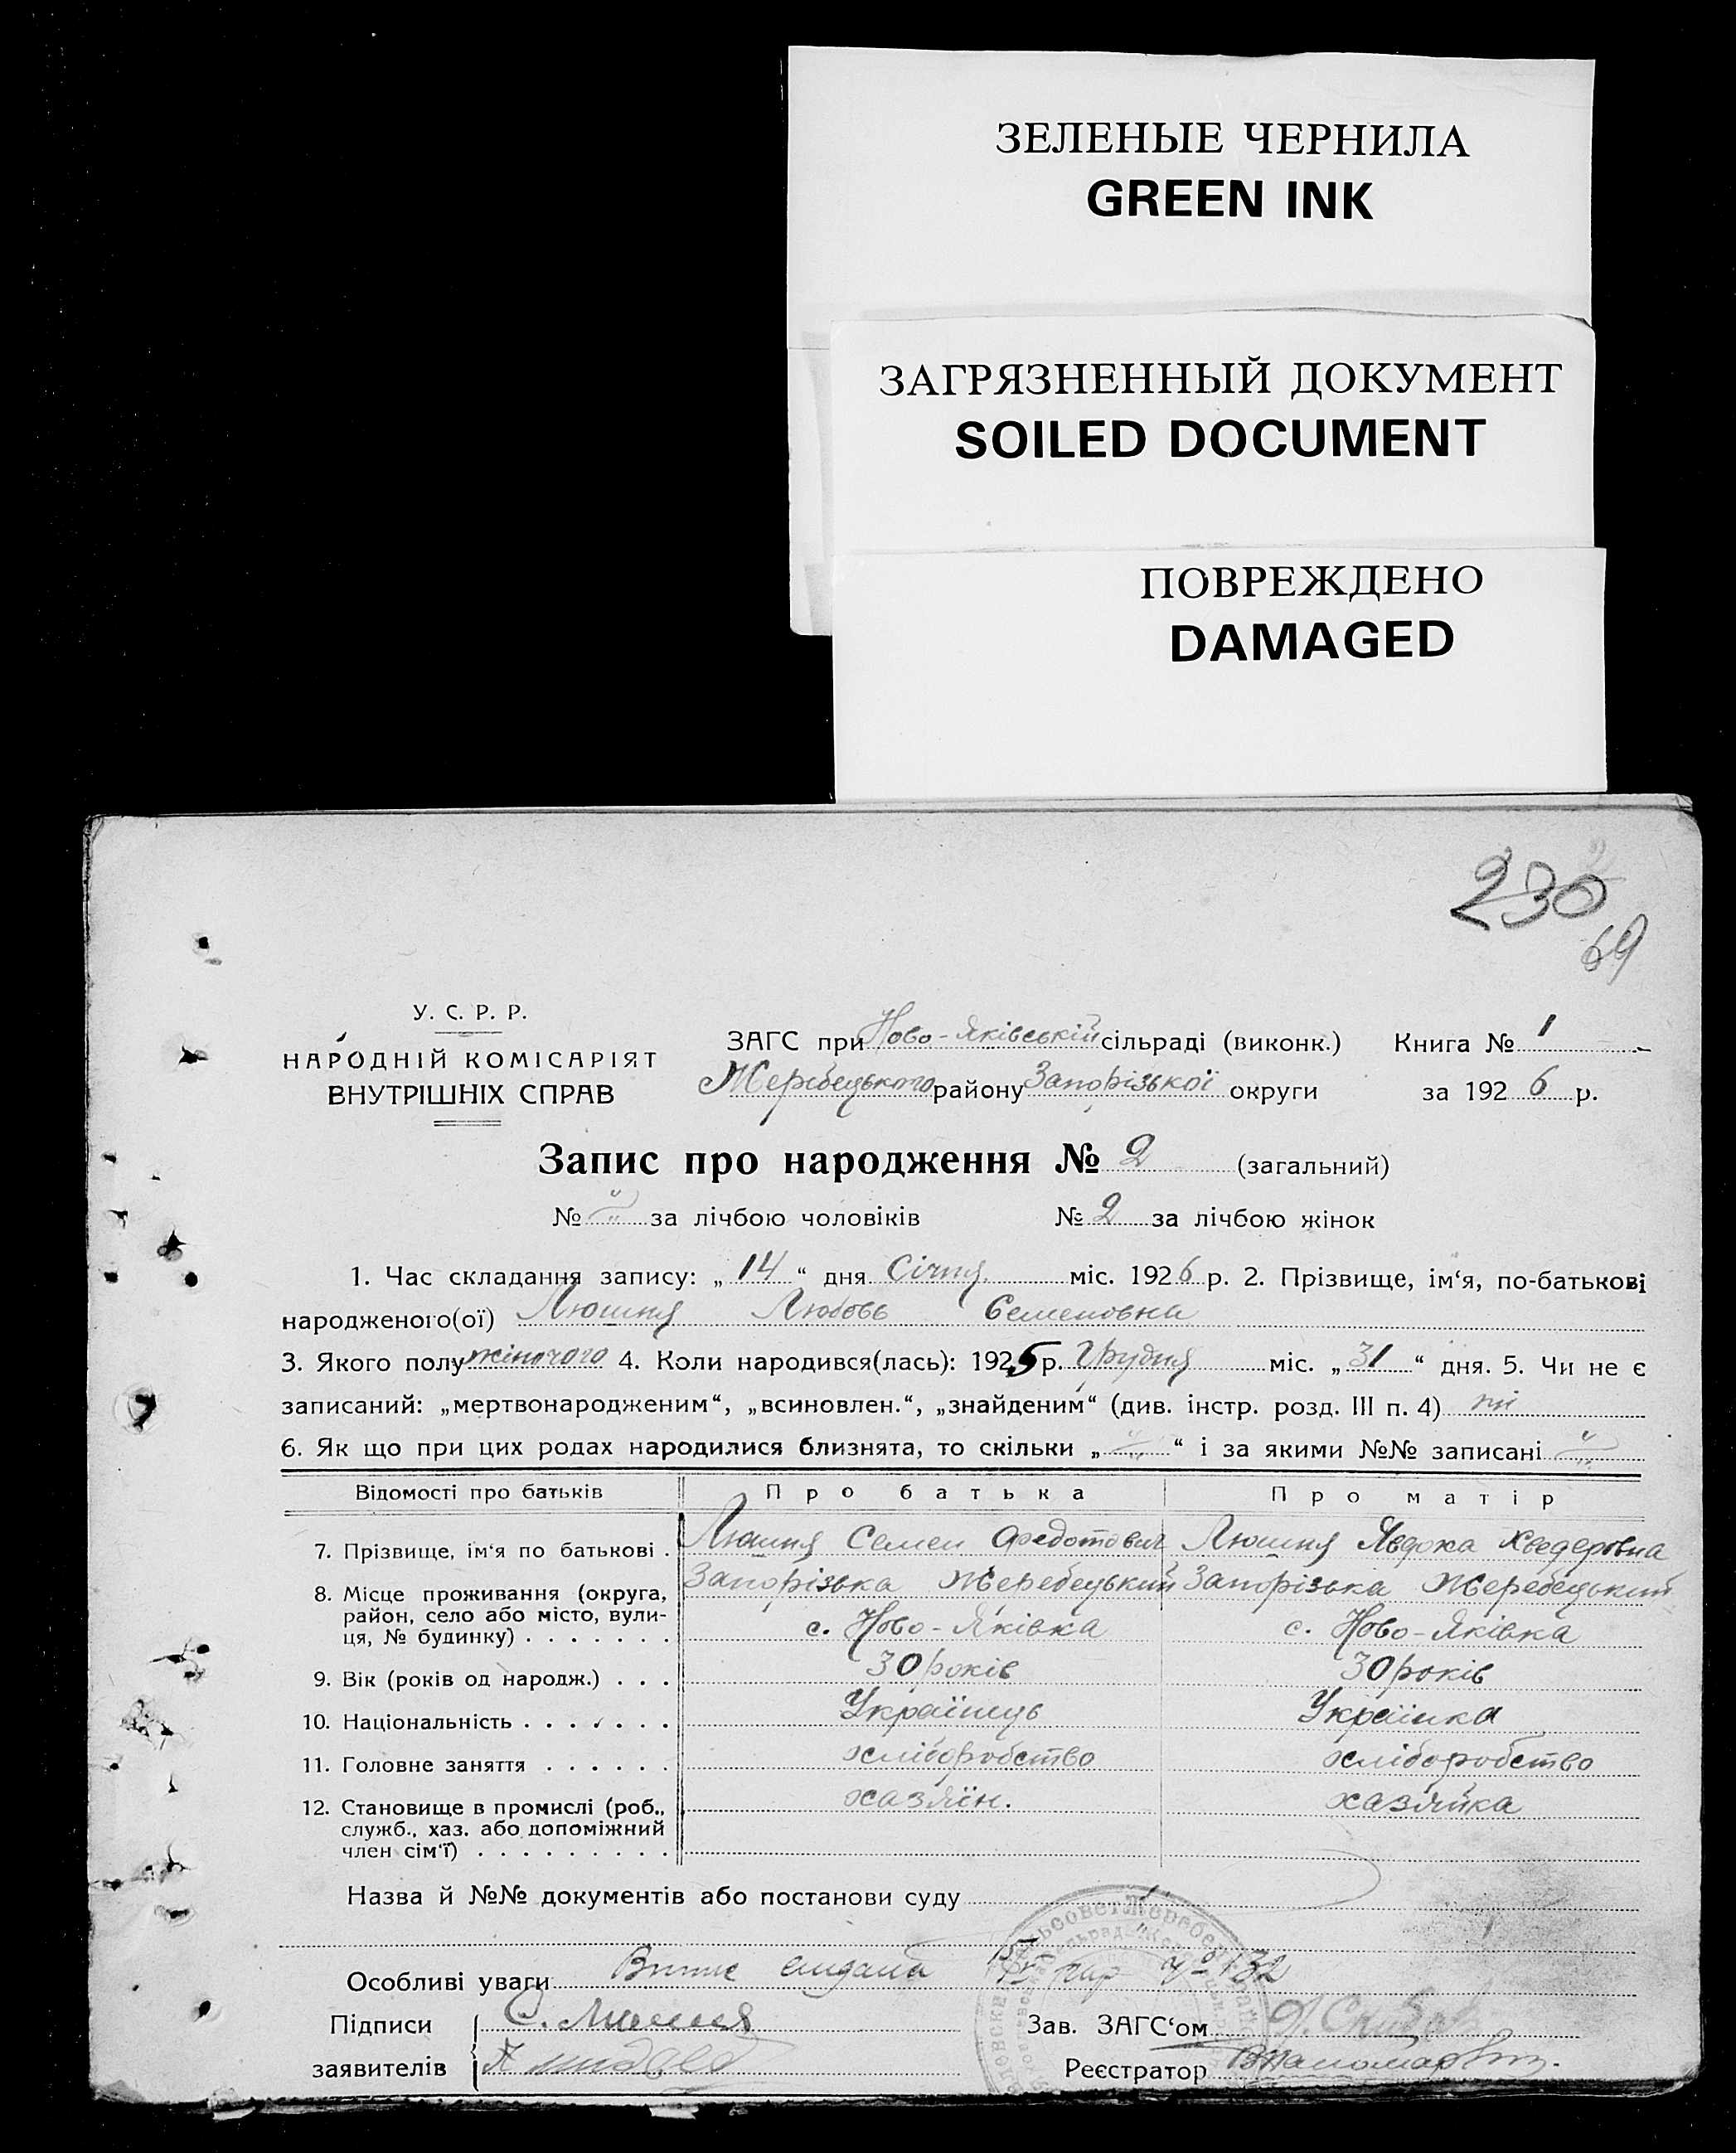 ЗЕЛЕНЫЕ ЧЕРНИЛА
GREEN INK
ЗАГРЯЗНЕННЫЙ ДОКУМЕНТ
SOILED DOCUMENT
ПОВРЕЖДЕНО
DAMAGED
230
69
У. С. Р. Р.
НАРОДНІЙ КОМІСАРІЯТ
ВНУТРІШНІХ СПРАВ
ЗАГС при Ново-Яківській сільраді (виконк.) Книга № 1
Жеребецького району Запорізької округи за 1926 р.
Запис про народження № 2 (загальний)
№ " за лічбою чоловіків № 2 за лічбою жінок
1. Час складання запису: „14“ дня Січня міс. 1926 р. 2. Прізвище, ім‘я, по-батькові
народженого(ої) Люшня Любовь Семеновна
3. Якого полу жіночого 4. Коли народився(лась): 1925 р. Грудня міс. „31“ дня. 5. Чи не є
записаний: „мертвонародженим“, „всиновлен.“, „знайденим“ (див. інстр. розд. III п. 4) ні
6. Як що при цих родах народилися близнята, то скільки „ " “ і за якими №№ записані "
Відомості про батьків Про батька Про матір
7. Прізвище, ім‘я по батькові . Люшня Семен Федотович Люшня Явдоха Хведеровна
8. Місце проживання (округа, Запорізька Жеребецький Запорізька Жеребецький
район, село або місто, вули-
ця, № будинку) . . . . . . . с. Ново-Яківка с. Ново-Яківка
9. Вік (років од народж.) . . . 30 років 30 років
10. Національність . . . . . . . Українець Українка
11. Головне заняття . . . . . . хліборобство хліборобство
12. Становище в промислі (роб., хазяїн. хазяйка
служб., хаз. або допоміжний
член сім‘ї) . . . . . . . . .
Назва й №№ документів або постанови суду
Особливі уваги
Підписи С. Люшня Зав. ЗАГС‘ом
заявителів Реєстратор